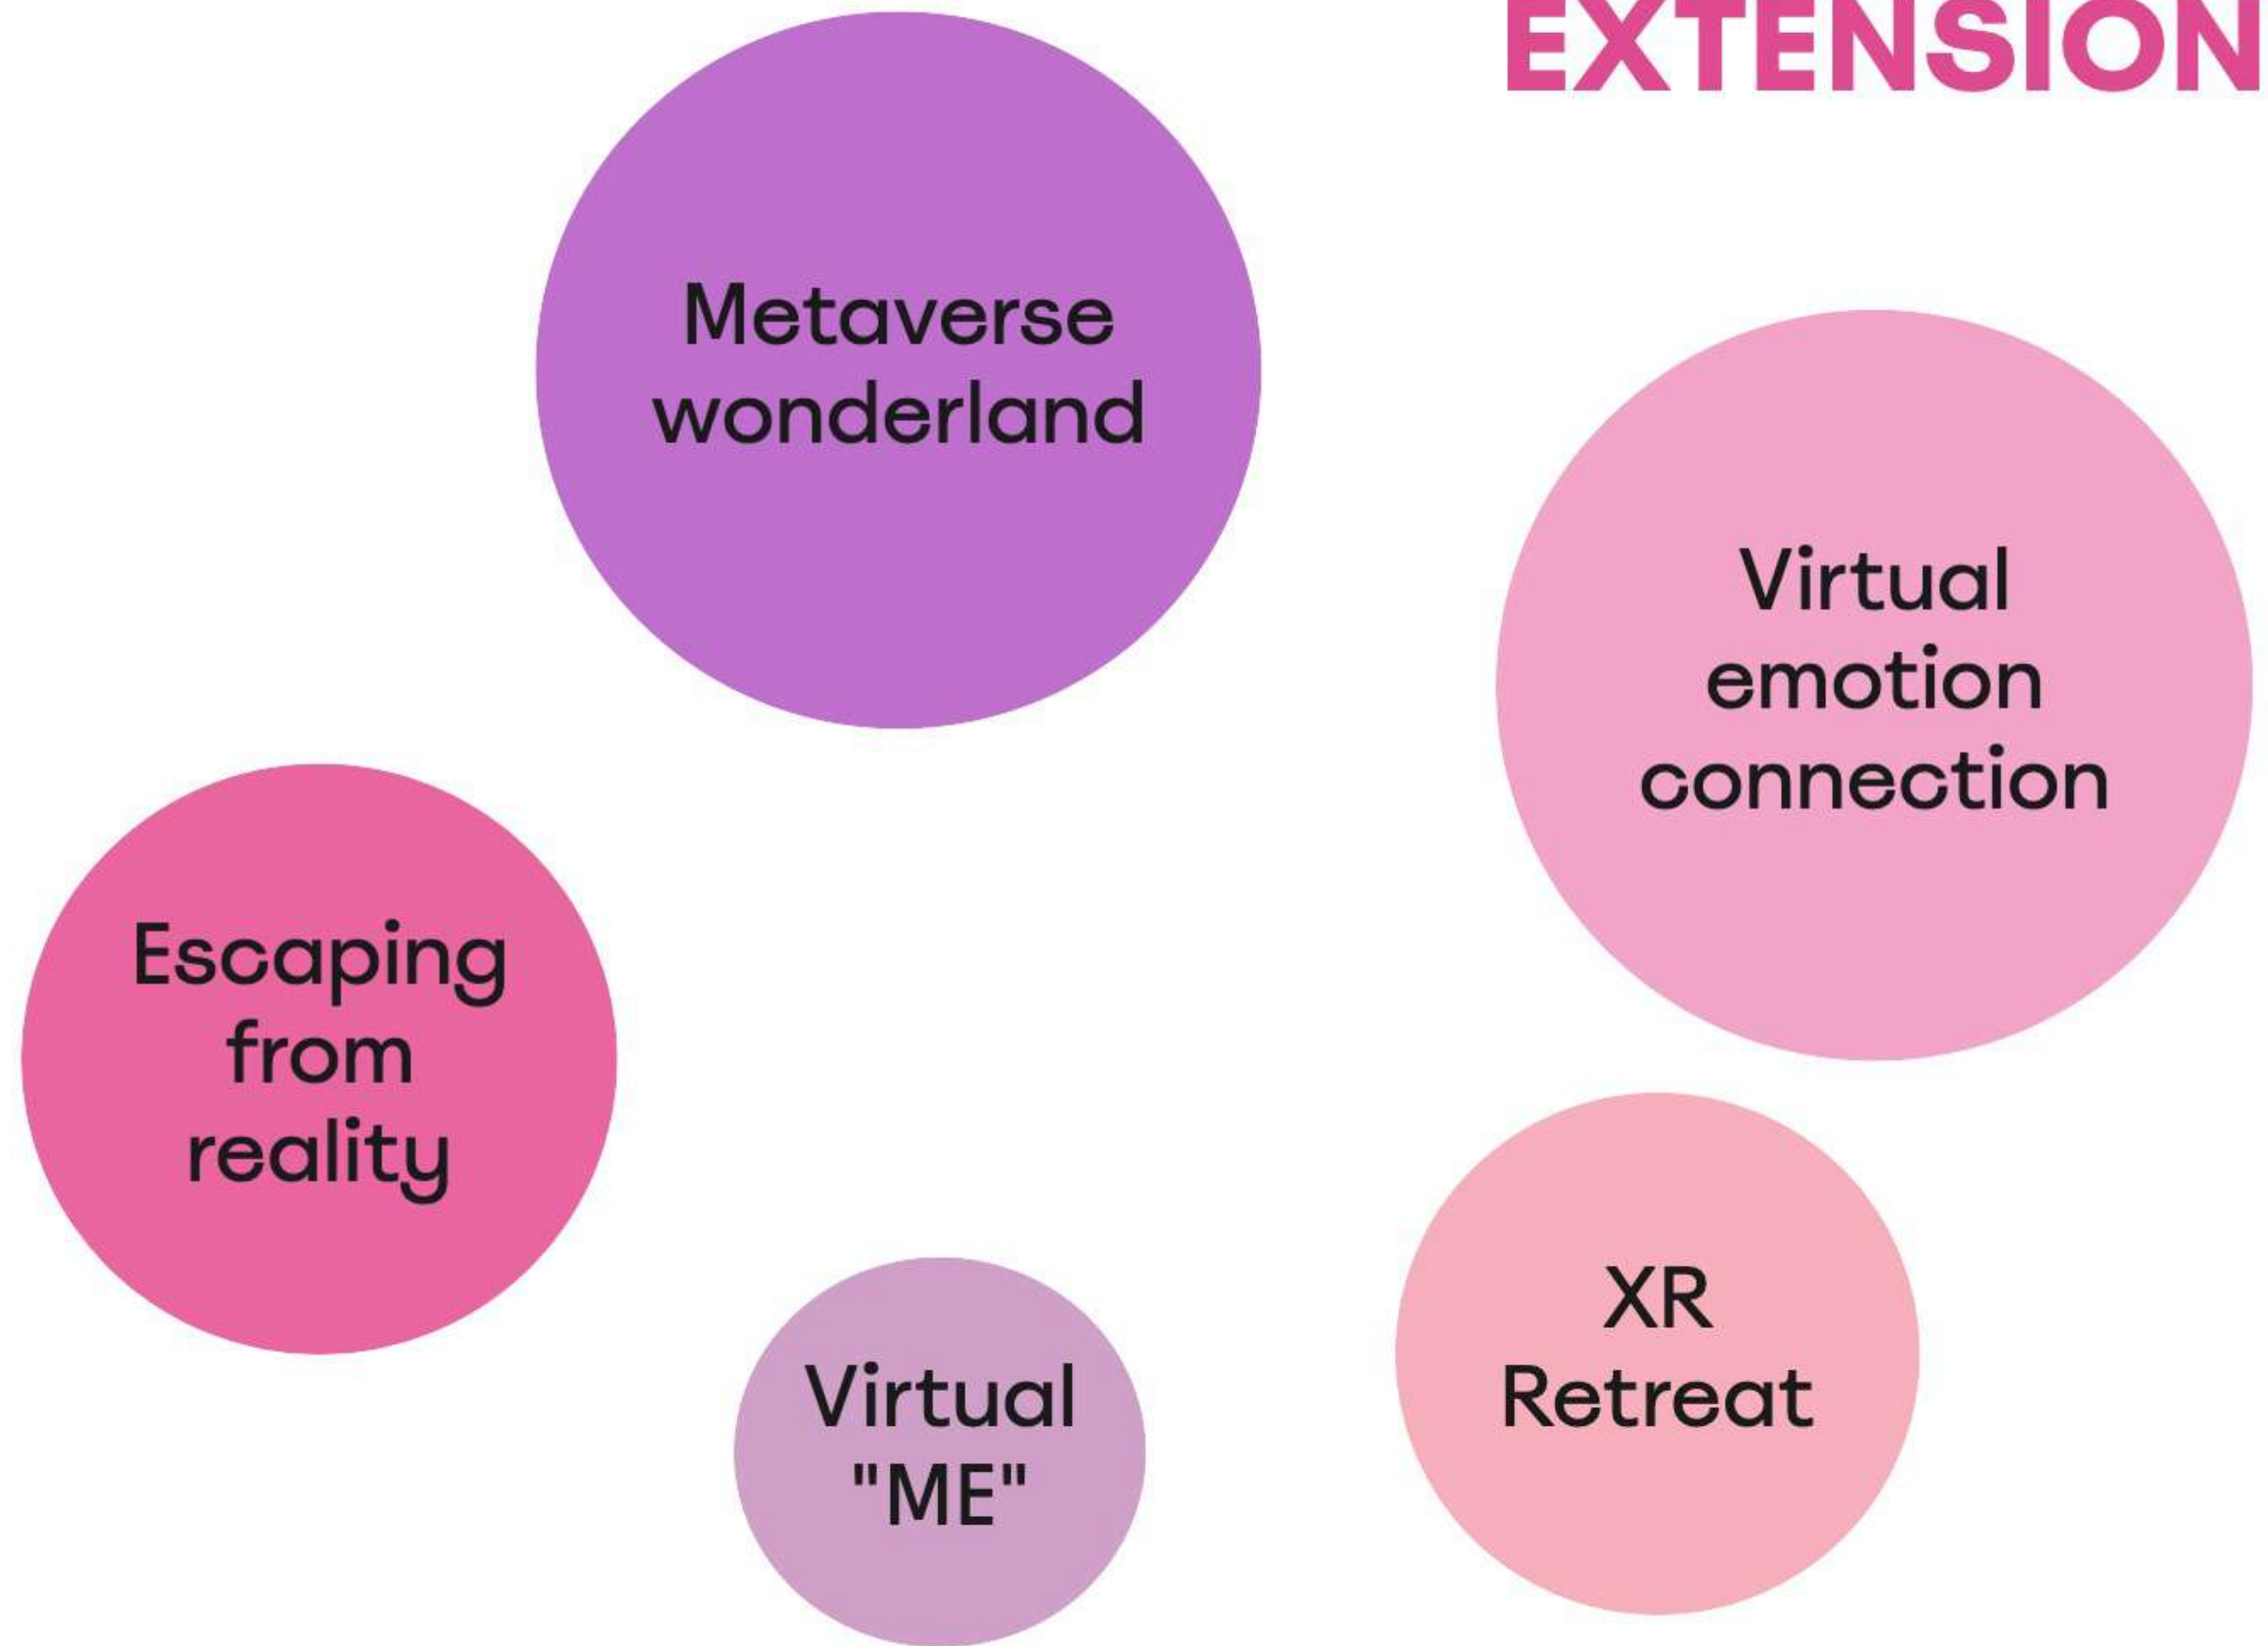 EXTENSION
Metaverse
wonderland
Virtual
emotion
connection
Escaping
from
reality
XR
Retreat
Virtual
"ME"